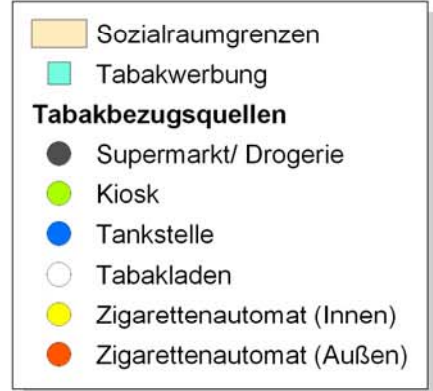 Sozialraumgrenzen
Tabakwerbung
Tabakbezugsquellen
Supermarkt/ Drogerie
Kiosk
Tankstelle
Tabakladen
Zigarettenautomat (Innen)
Zigarettenautomat (Außen)